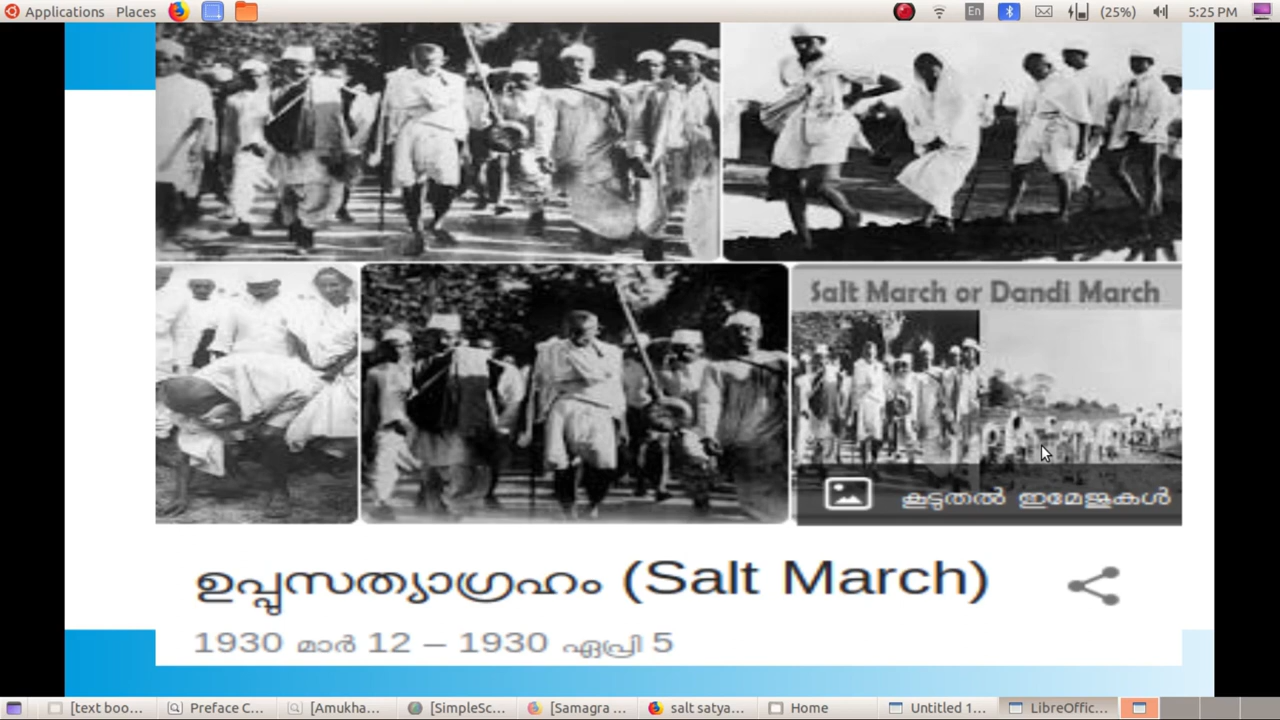 Applications Places En (25%) 5:25 PM
Salt March or Dandi March
കൂടുതൽ ഇമേജുകൾ
ഉപ്പുസത്യാഗ്രഹം (Salt March)
1930 മാർ 12 – 1930 ഏപ്രി 5
[text boo... Preface C... [Amukha... [SimpleSc... [Samagra ... salt satya... Home Untitled 1... LibreOffic...